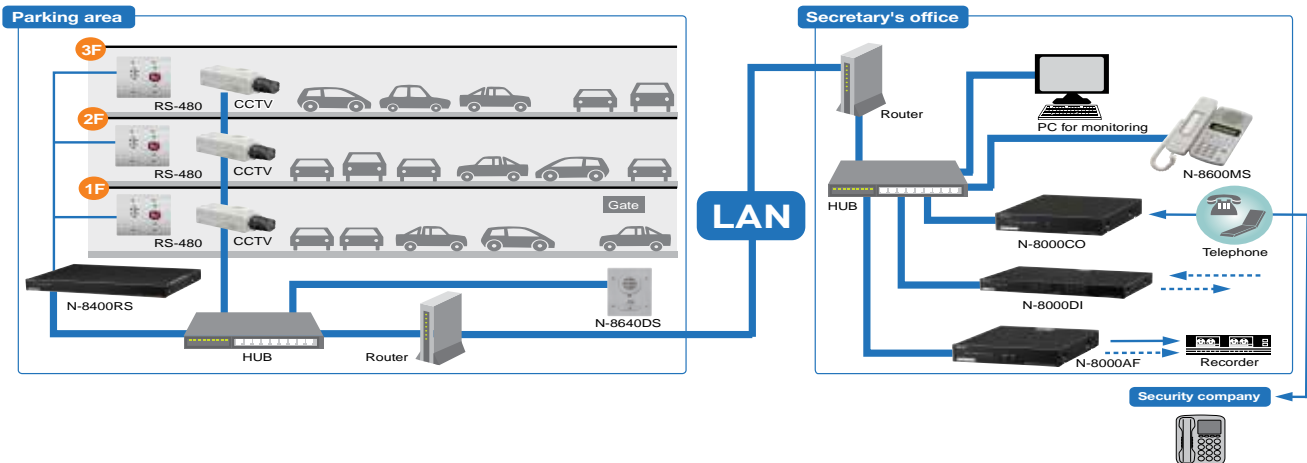 Parking area
3F
RS-480
CCTV
2F
RS-480
CCTV
1F
Gate
RS-480
CCTV
N-8400RS
N-8640DS
HUB
Router
LAN
Secretary's office
Router
PC for monitoring
N-8600MS
HUB
N-8000CO
Telephone
N-8000DI
N-8000AF
Recorder
Security company